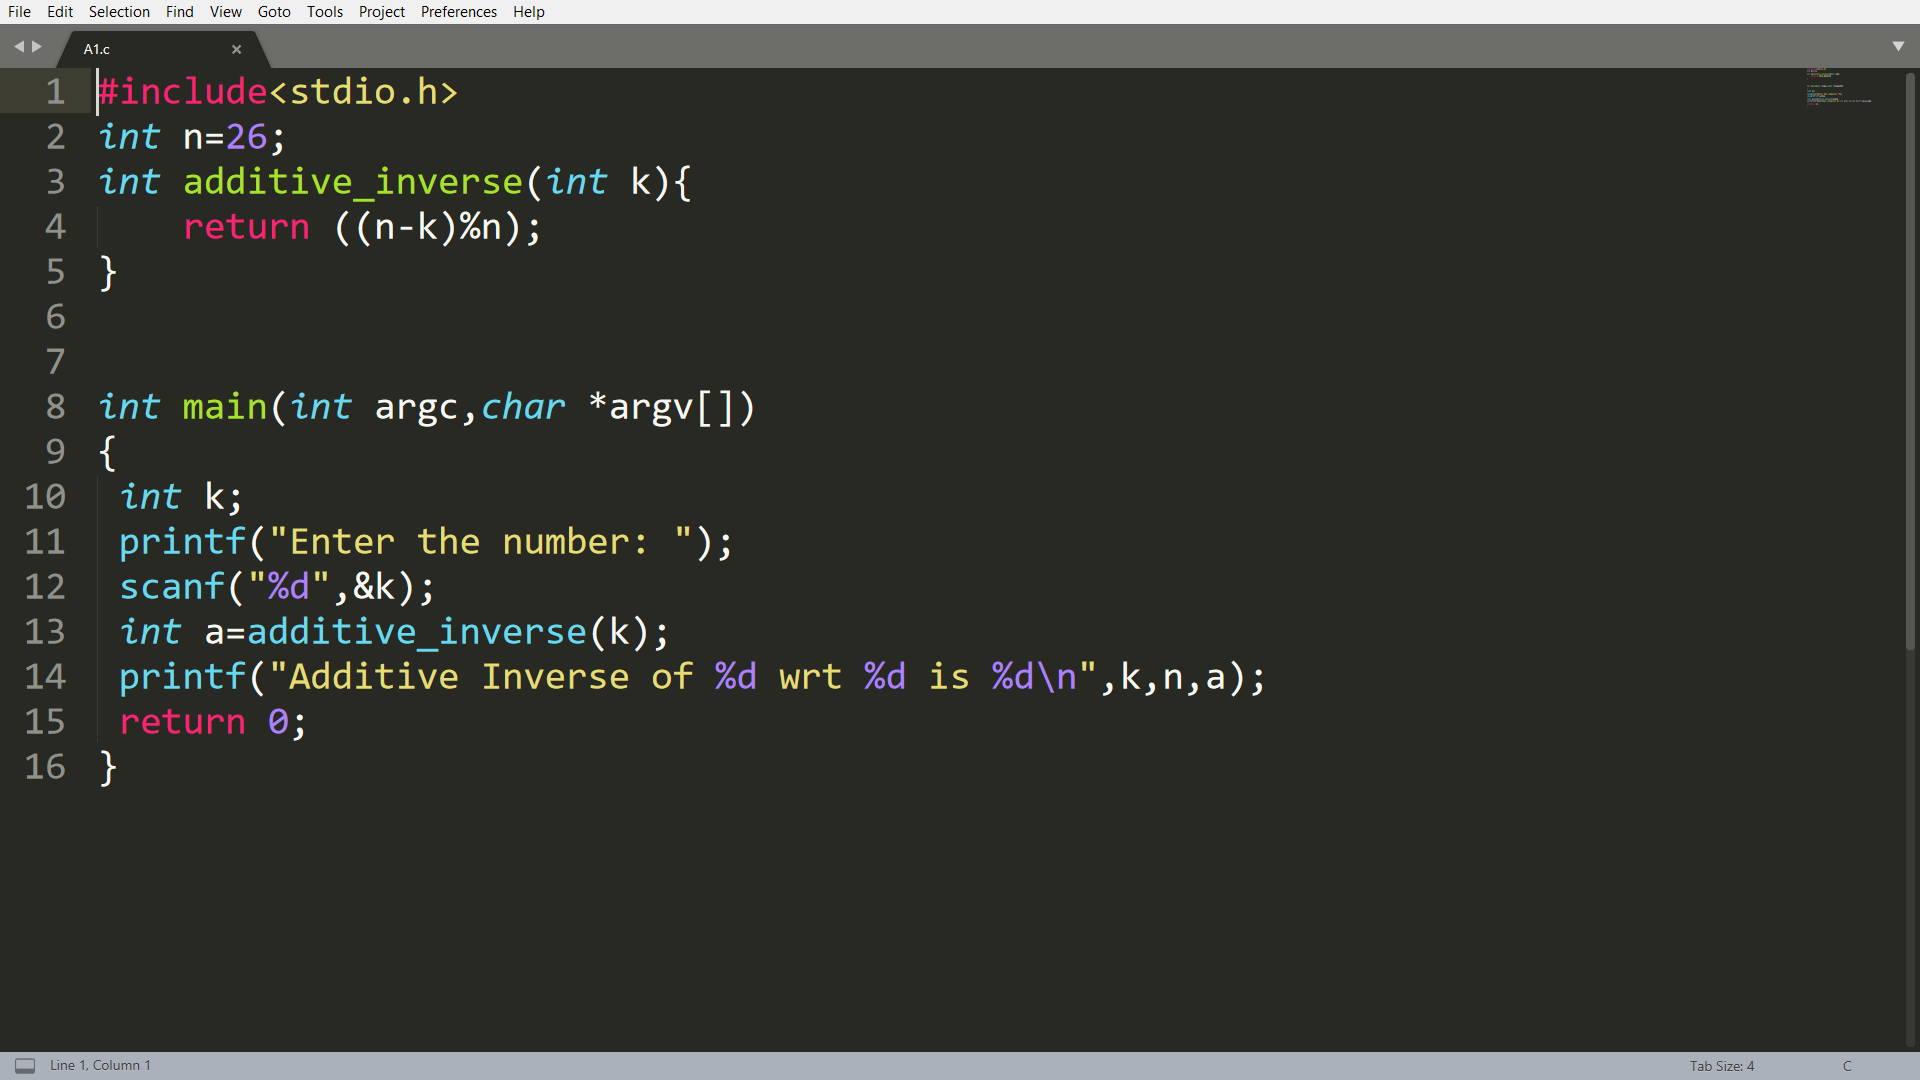 File Edit Selection Find View Goto Tools Project Preferences Help
A1.c
1 #include<stdio.h>
2 int n=26;
3 int additive_inverse(int k){
4     return ((n-k)%n);
5 }
6
7
8 int main(int argc,char *argv[])
9 {
10  int k;
11  printf("Enter the number: ");
12  scanf("%d",&k);
13  int a=additive_inverse(k);
14  printf("Additive Inverse of %d wrt %d is %d\n",k,n,a);
15  return 0;
16 }
Line 1, Column 1 Tab Size: 4 C